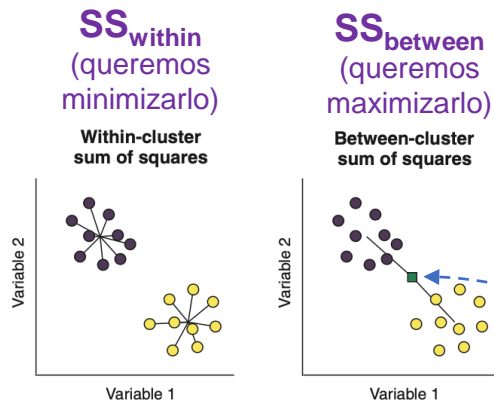 SSwithin
(queremos
minimizarlo)
Within-cluster
sum of squares
Variable 2
Variable 1
SSbetween
(queremos
maximizarlo)
Between-cluster
sum of squares
Variable 2
Variable 1